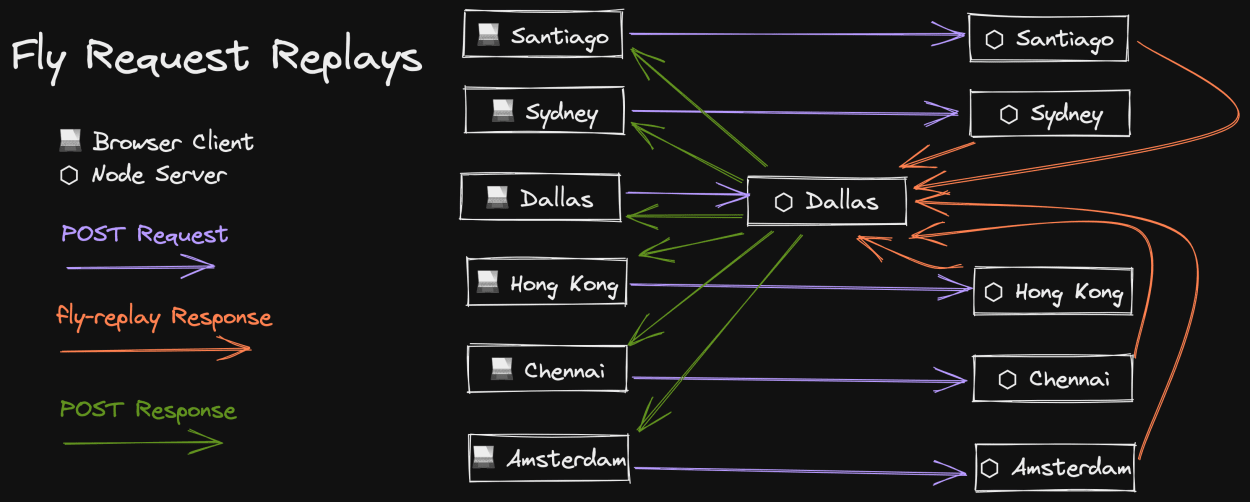 Fly Request Replays
Browser Client
Node Server
POST Request
fly-replay Response
POST Response
Santiago
Santiago
Sydney
Sydney
Dallas
Dallas
Hong Kong
Hong Kong
Chennai
Chennai
Amsterdam
Amsterdam